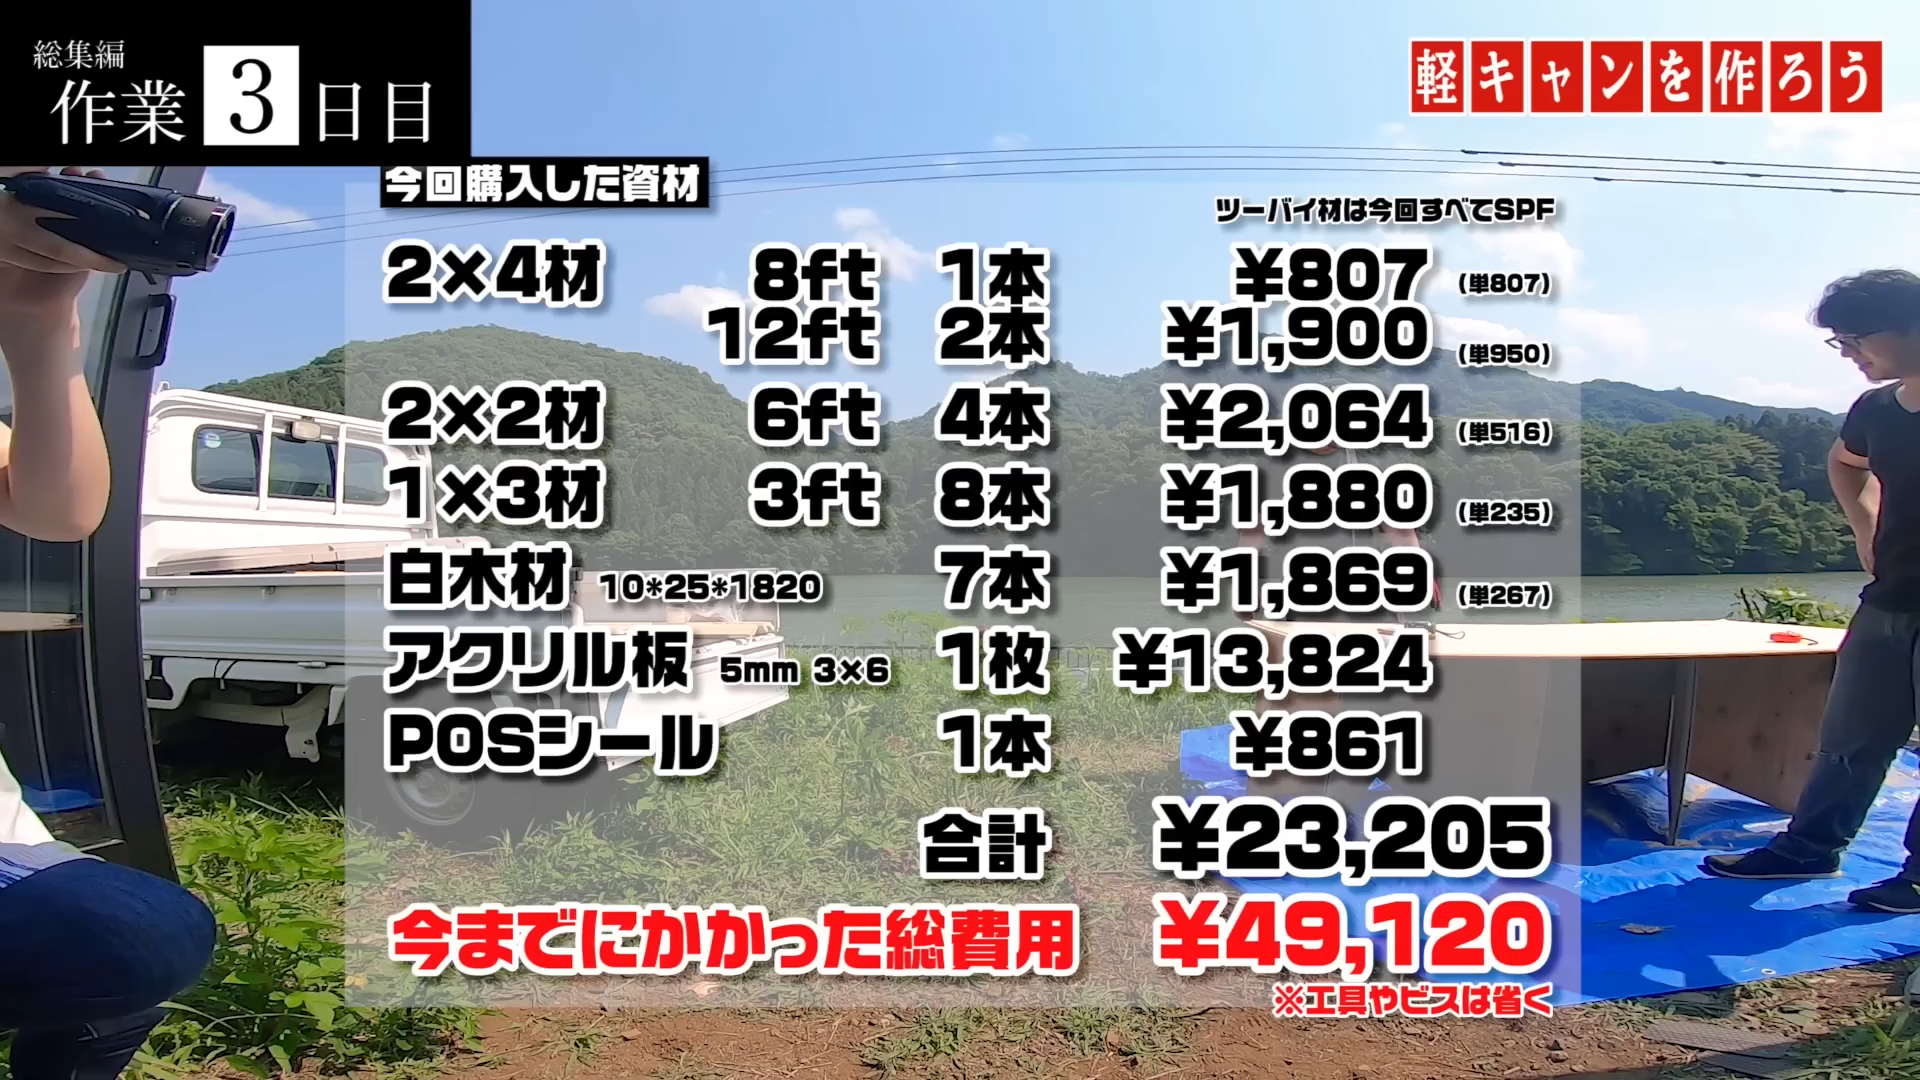 総集編
作業3日目
軽キャンを作ろう
今回購入した資材
ツーバイ材は今回すべてSPF
2×4材 8ft 1本 ¥807 (単807)
12ft 2本 ¥1,900 (単950)
2×2材 6ft 4本 ¥2,064 (単516)
1×3材 3ft 8本 ¥1,880 (単235)
白木材 10*25*1820 7本 ¥1,869 (単267)
アクリル板 5mm 3×6 1枚 ¥13,824
POSシール 1本 ¥861
合計 ¥23,205
今までにかかった総費用 ¥49,120
※工具やビスは省く